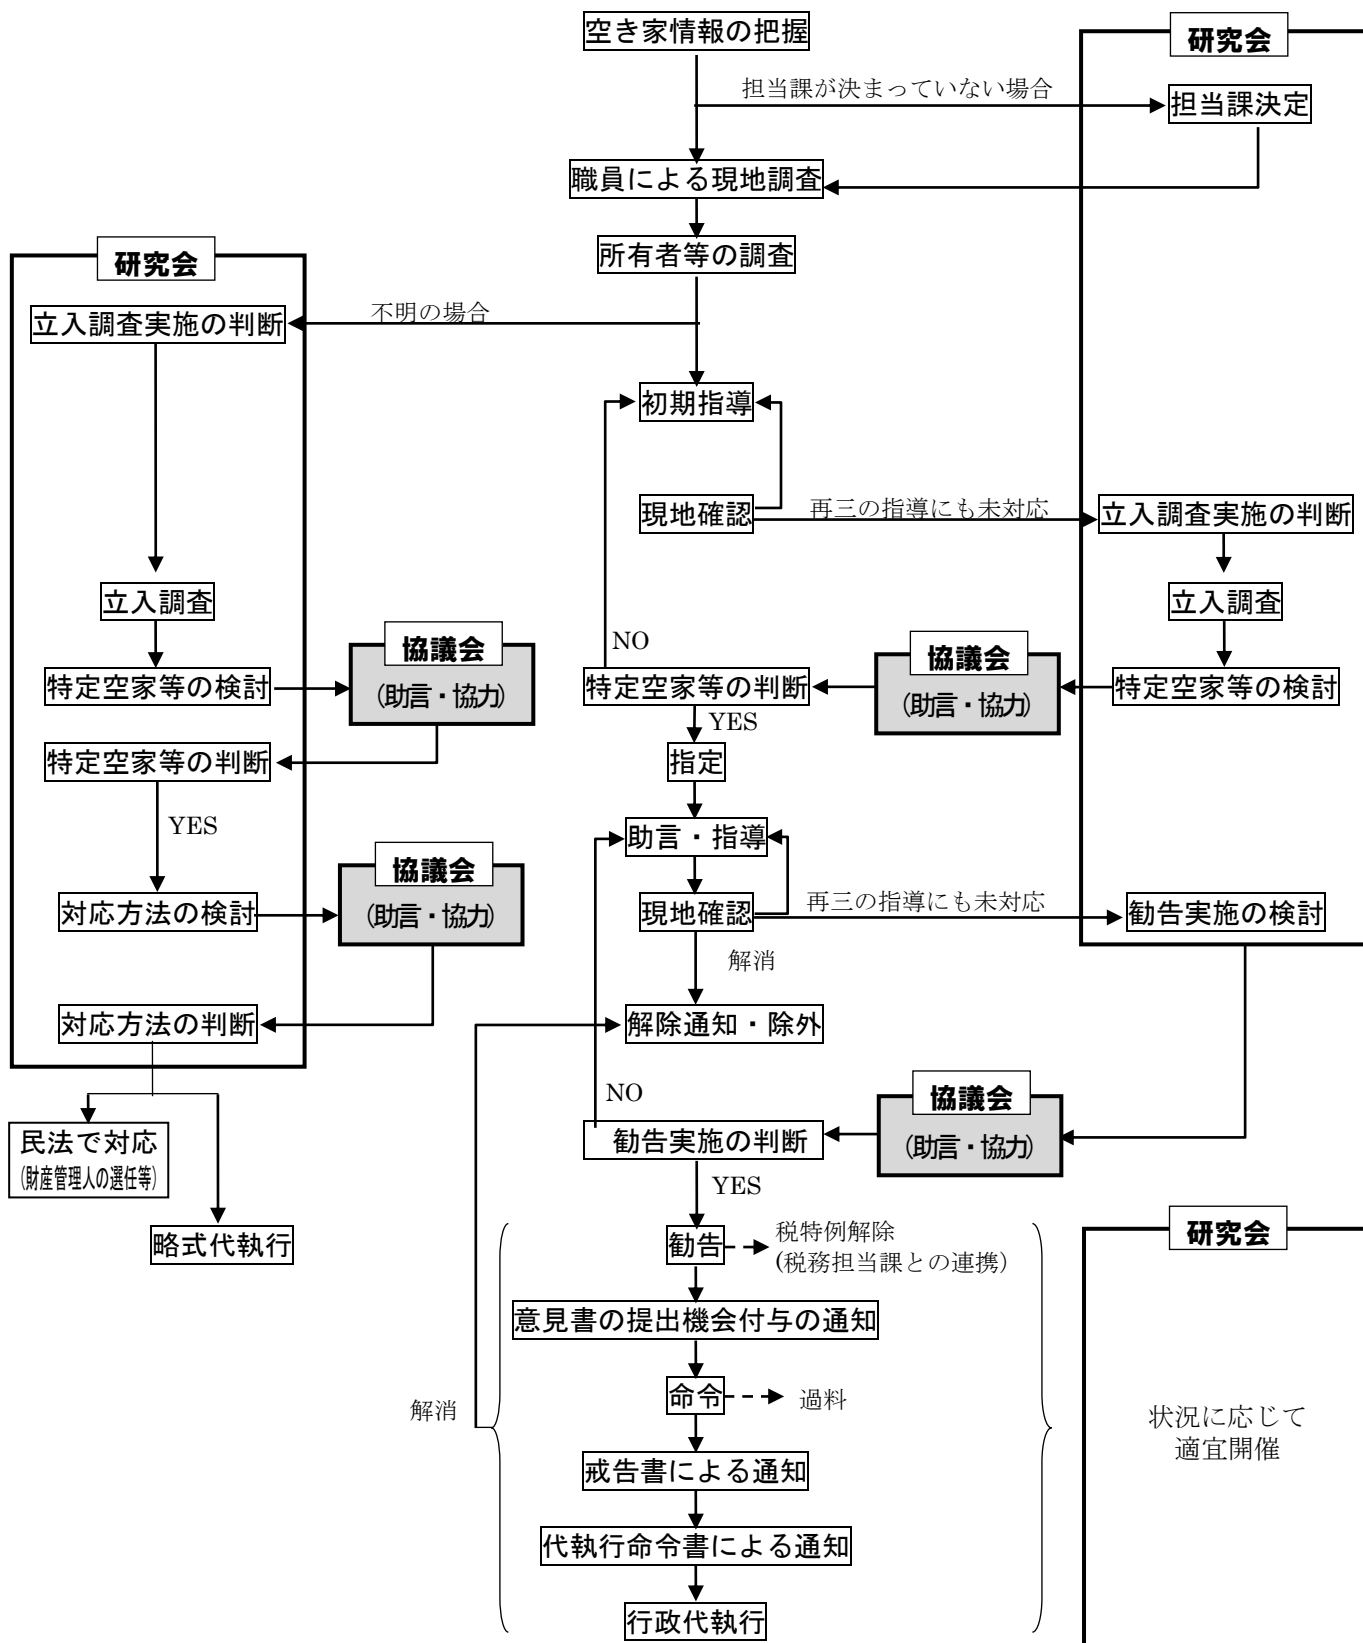 空き家情報の把握
研究会
担当課が決まっていない場合
担当課決定
職員による現地調査
所有者等の調査
研究会
不明の場合
立入調査実施の判断
初期指導
現地確認
再三の指導にも未対応
立入調査実施の判断
立入調査
立入調査
NO
協議会
(助言・協力)
協議会
(助言・協力)
特定空家等の検討
特定空家等の判断
特定空家等の検討
YES
特定空家等の判断
指定
YES
助言・指導
協議会
(助言・協力)
対応方法の検討
現地確認
再三の指導にも未対応
勧告実施の検討
解消
対応方法の判断
解除通知・除外
NO
協議会
(助言・協力)
民法で対応
(財産管理人の選任等)
勧告実施の判断
YES
略式代執行
勧告
税特例解除
(税務担当課との連携)
研究会
意見書の提出機会付与の通知
命令
過料
解消
状況に応じて
適宜開催
戒告書による通知
代執行命令書による通知
行政代執行